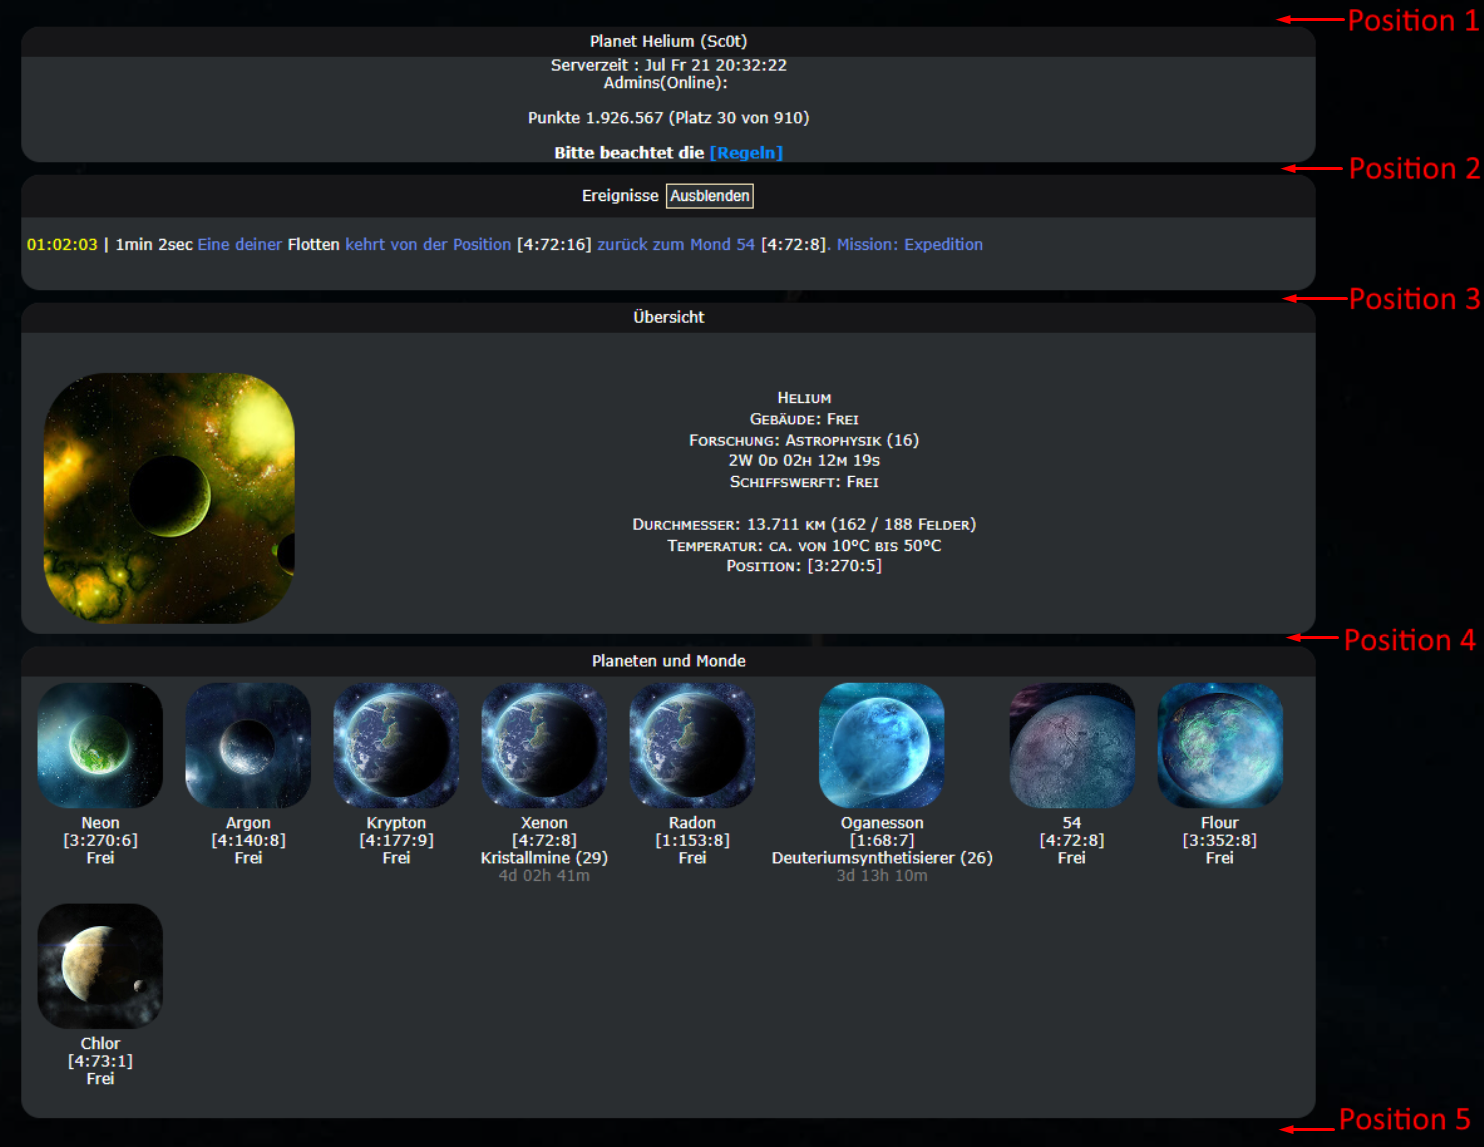 Position 1
Planet Helium (Sc0t)
Serverzeit : Jul Fr 21 20:32:22
Admins(Online):
Punkte 1.926.567 (Platz 30 von 910)
Bitte beachtet die [Regeln]
Position 2
Ereignisse Ausblenden
01:02:03 | 1min 2sec Eine deiner Flotten kehrt von der Position [4:72:16] zurück zum Mond 54 [4:72:8]. Mission: Expedition
Position 3
Übersicht
Helium
Gebäude: Frei
Forschung: Astrophysik (16)
2W 0d 02h 12m 19s
Schiffswerft: Frei
Durchmesser: 13.711 km (162 / 188 Felder)
Temperatur: ca. von 10°C bis 50°C
Position: [3:270:5]
Position 4
Planeten und Monde
Neon Argon Krypton Xenon Radon Oganesson 54 Flour
[3:270:6] [4:140:8] [4:177:9] [4:72:8] [1:153:8] [1:68:7] [4:72:8] [3:352:8]
Frei Frei Frei Kristallmine (29) Frei Deuteriumsynthetisierer (26) Frei Frei
4d 02h 41m 3d 13h 10m
Chlor
[4:73:1]
Frei
Position 5